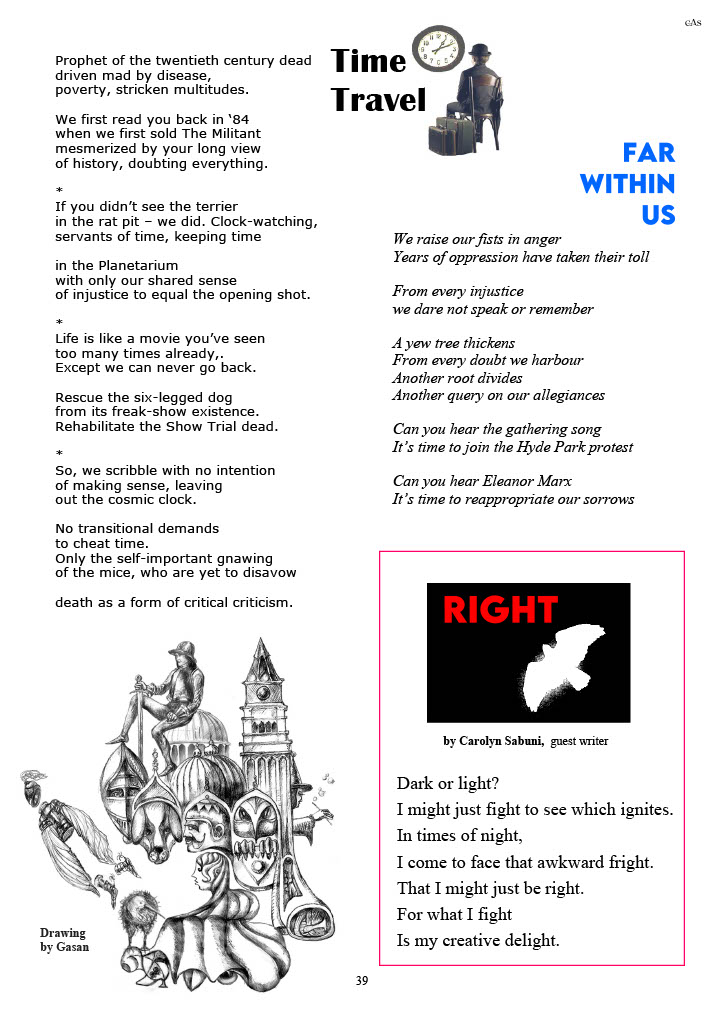 GAS
Time
Travel
Prophet of the twentieth century dead
driven mad by disease,
poverty, stricken multitudes.
We first read you back in ‘84
when we first sold The Militant
mesmerized by your long view
of history, doubting everything.
*
If you didn’t see the terrier
in the rat pit – we did. Clock-watching,
servants of time, keeping time
in the Planetarium
with only our shared sense
of injustice to equal the opening shot.
*
Life is like a movie you’ve seen
too many times already,.
Except we can never go back.
Rescue the six-legged dog
from its freak-show existence.
Rehabilitate the Show Trial dead.
*
So, we scribble with no intention
of making sense, leaving
out the cosmic clock.
No transitional demands
to cheat time.
Only the self-important gnawing
of the mice, who are yet to disavow
death as a form of critical criticism.
FAR
WITHIN
US
We raise our fists in anger
Years of oppression have taken their toll
From every injustice
we dare not speak or remember
A yew tree thickens
From every doubt we harbour
Another root divides
Another query on our allegiances
Can you hear the gathering song
It’s time to join the Hyde Park protest
Can you hear Eleanor Marx
It’s time to reappropriate our sorrows
RIGHT
by Carolyn Sabuni, guest writer
Dark or light?
I might just fight to see which ignites.
In times of night,
I come to face that awkward fright.
That I might just be right.
For what I fight
Is my creative delight.
Drawing
by Gasan
39